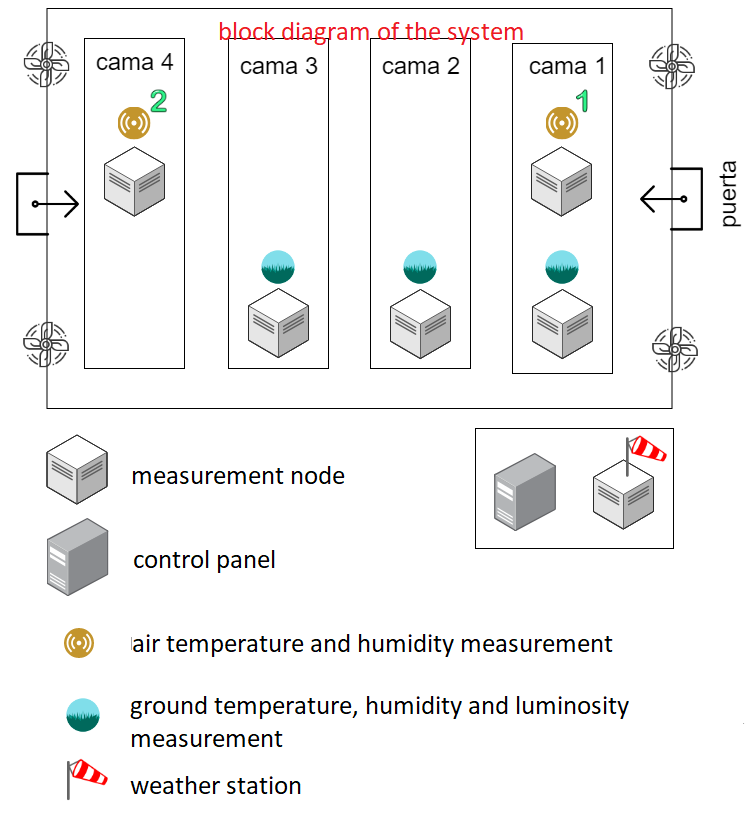 block diagram of the system
cama 4
cama 3
cama 2
cama 1
2
1
puerta
measurement node
control panel
air temperature and humidity measurement
ground temperature, humidity and luminosity
measurement
weather station